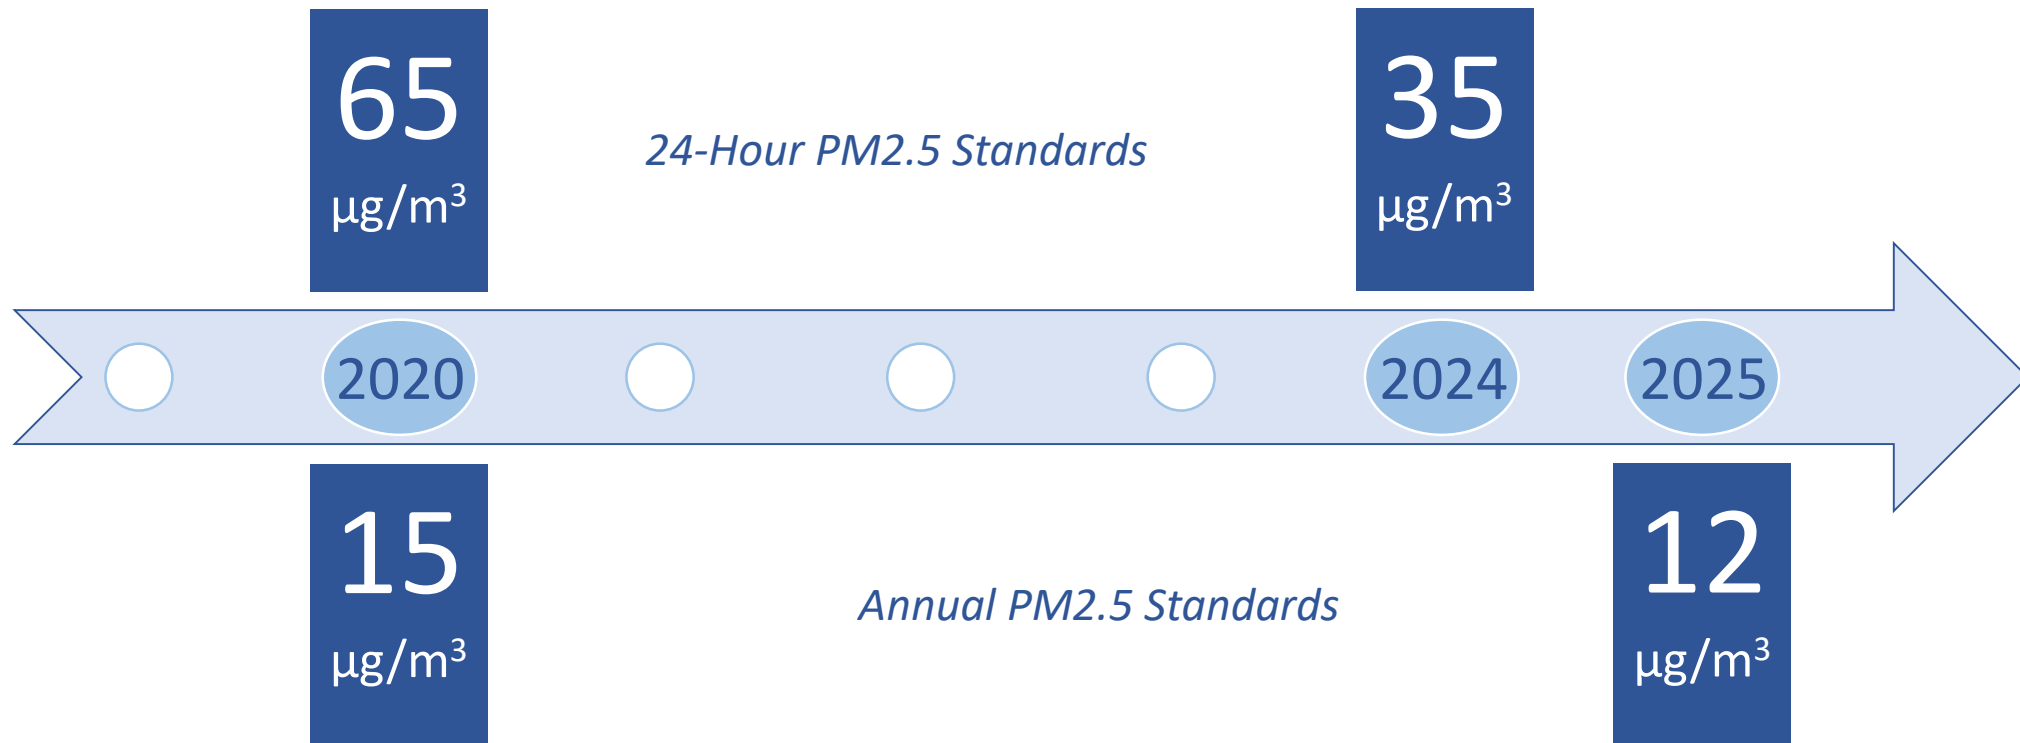 65
µg/m³
24-Hour PM2.5 Standards
35
µg/m³
2020
2024
2025
15
µg/m³
Annual PM2.5 Standards
12
µg/m³